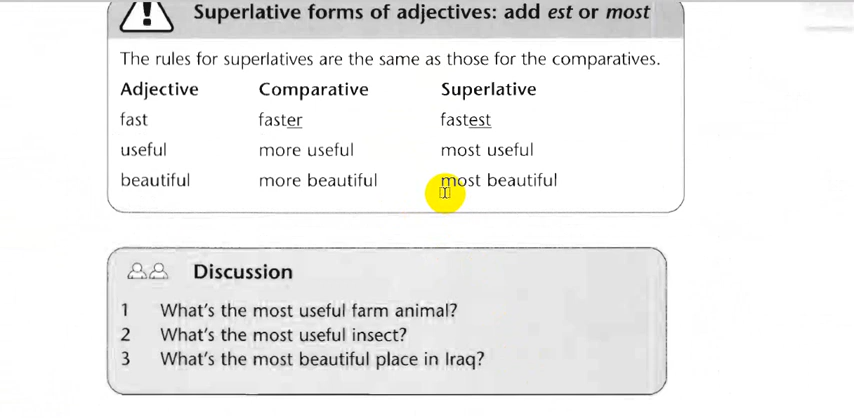 Superlative forms of adjectives: add est or most
The rules for superlatives are the same as those for the comparatives.
Adjective Comparative Superlative
fast faster fastest
useful more useful most useful
beautiful more beautiful most beautiful
Discussion
1 What's the most useful farm animal?
2 What's the most useful insect?
3 What's the most beautiful place in Iraq?